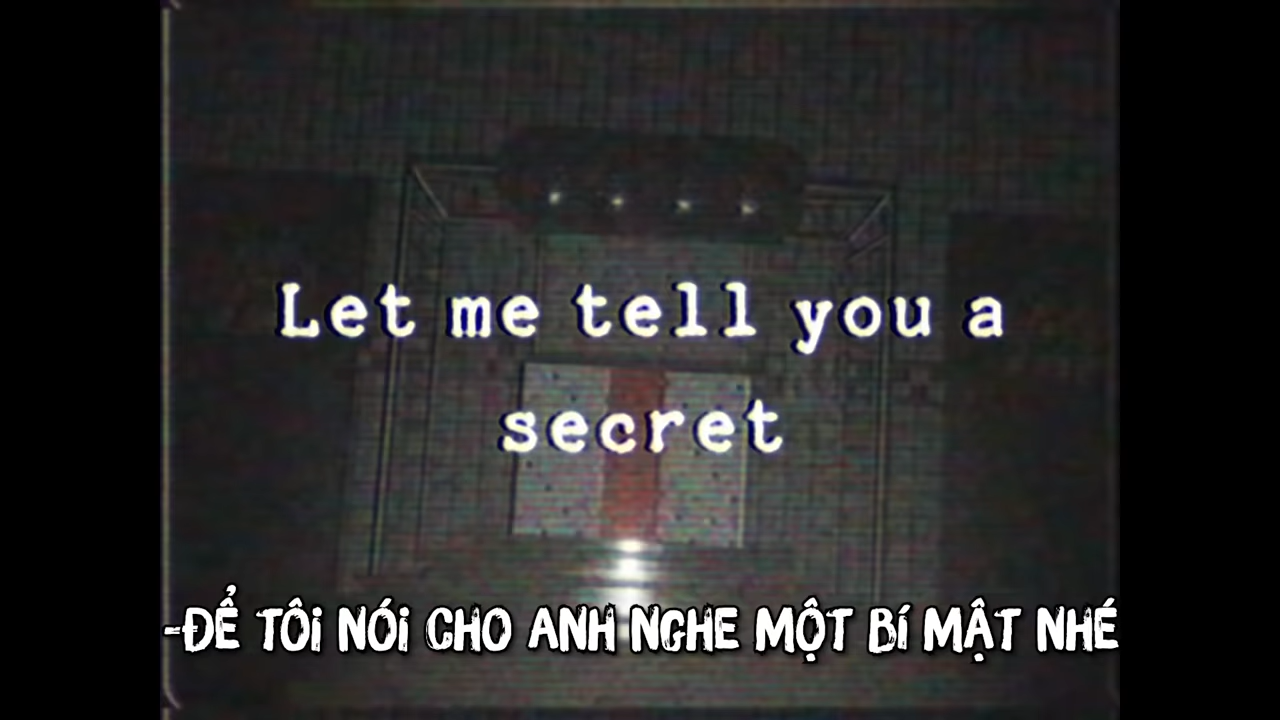 Let me tell you a
secret
-ĐỂ TÔI NÓI CHO ANH NGHE MỘT BÍ MẬT NHÉ